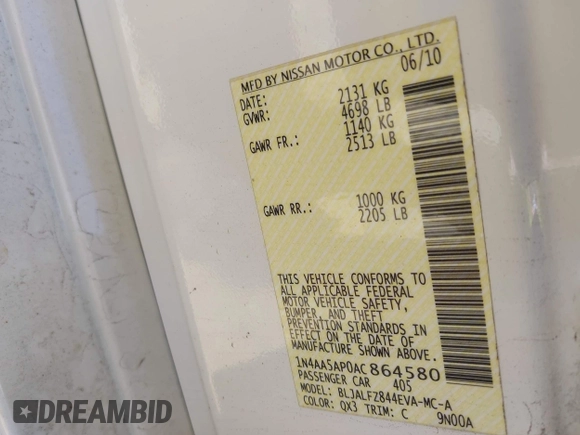 MFD BY NISSAN MOTOR CO., LTD.
DATE: 06/10
GVWR: 2131 KG
4698 LB
GAWR FR.: 1140 KG
2513 LB
GAWR RR.: 1000 KG
2205 LB
THIS VEHICLE CONFORMS TO
ALL APPLICABLE FEDERAL
MOTOR VEHICLE SAFETY,
BUMPER, AND THEFT
PREVENTION STANDARDS IN
EFFECT ON THE DATE OF
MANUFACTURE SHOWN ABOVE.
1N4AA5AP0AC864580
PASSENGER CAR 405
MODEL: BLJALFZ844EVA-MC-A
COLOR: QX3 TRIM: C 9N00A
DREAMBID